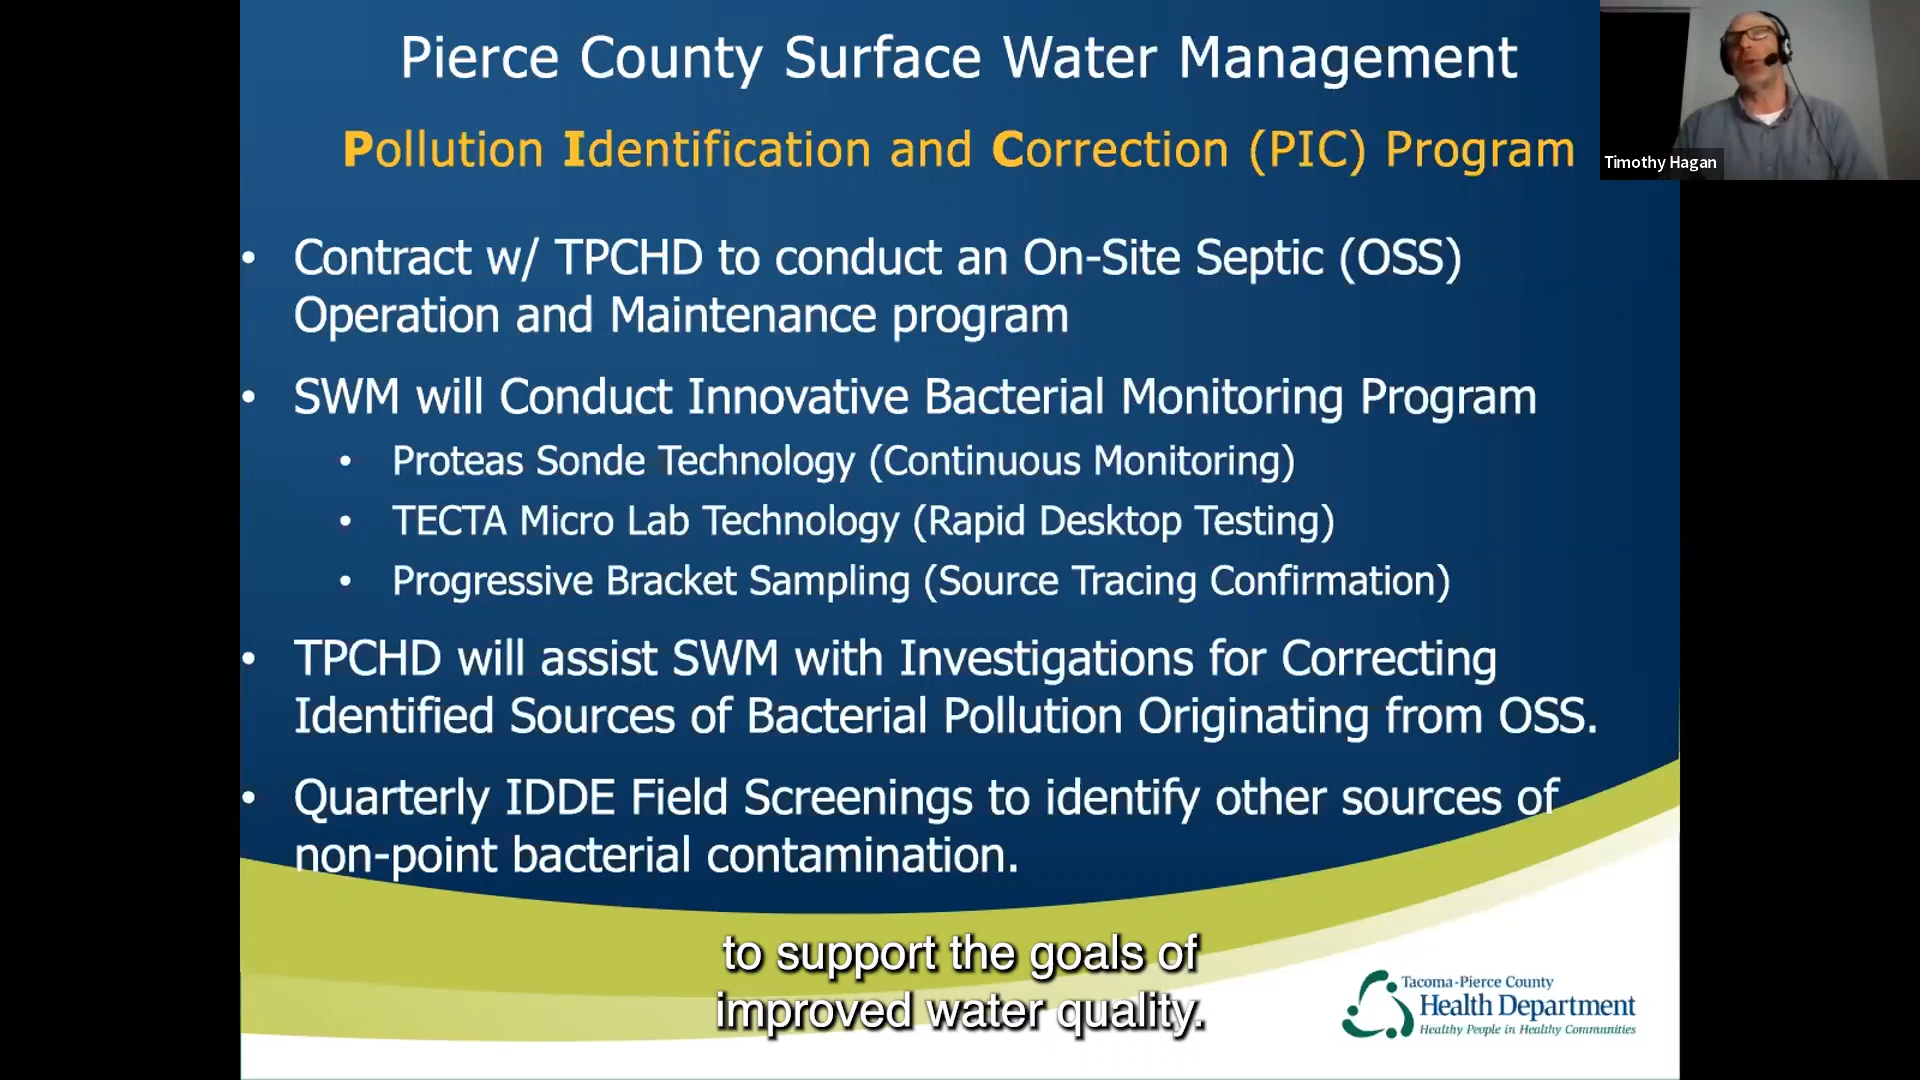 Pierce County Surface Water Management
Pollution Identification and Correction (PIC) Program
Timothy Hagan
• Contract w/ TPCHD to conduct an On-Site Septic (OSS)
Operation and Maintenance program
• SWM will Conduct Innovative Bacterial Monitoring Program
• Proteas Sonde Technology (Continuous Monitoring)
• TECTA Micro Lab Technology (Rapid Desktop Testing)
• Progressive Bracket Sampling (Source Tracing Confirmation)
• TPCHD will assist SWM with Investigations for Correcting
Identified Sources of Bacterial Pollution Originating from OSS.
• Quarterly IDDE Field Screenings to identify other sources of
non-point bacterial contamination.
to support the goals of
improved water quality.
Tacoma-Pierce County
Health Department
Healthy People in Healthy Communities